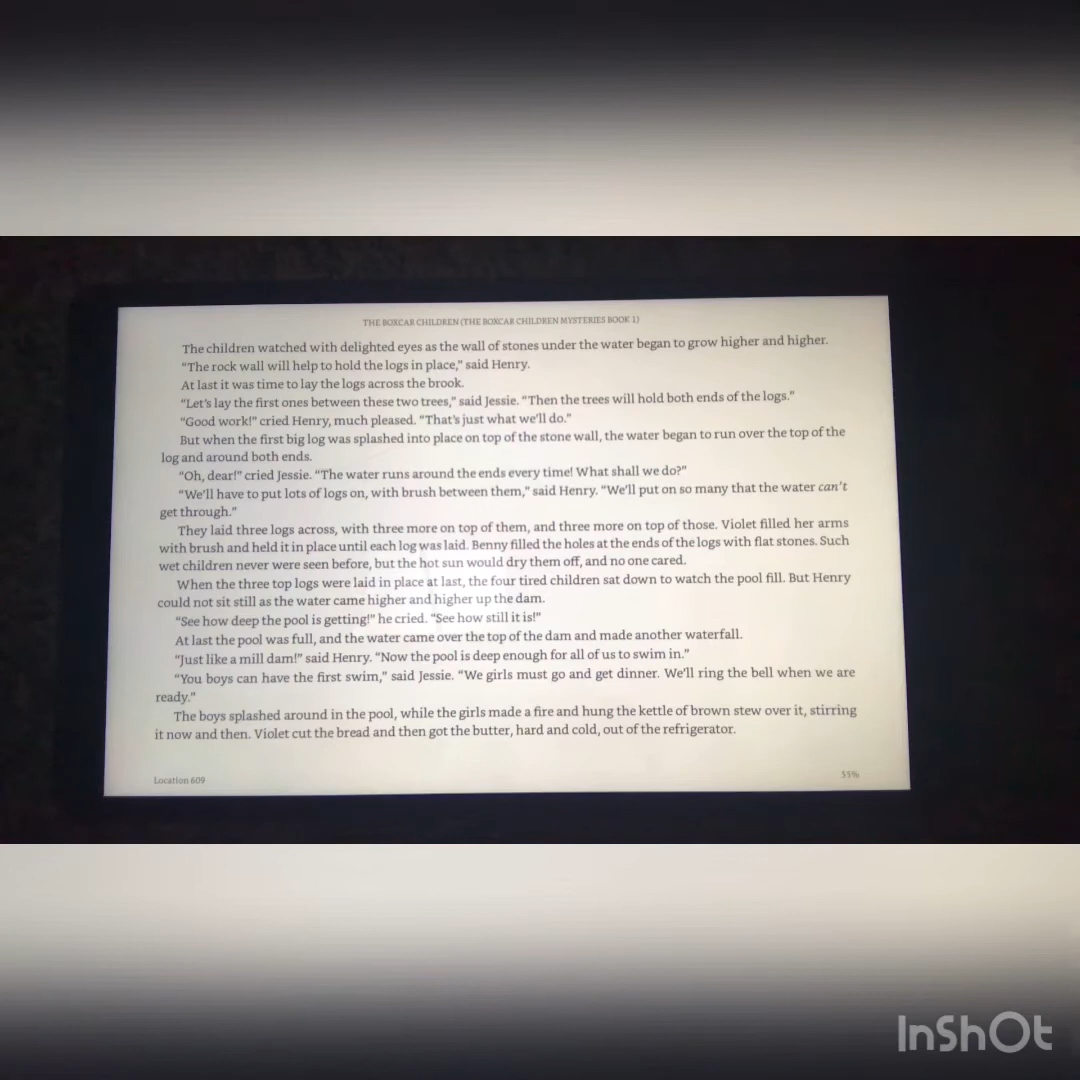 THE BOXCAR CHILDREN (THE BOXCAR CHILDREN MYSTERIES BOOK 1)
The children watched with delighted eyes as the wall of stones under the water began to grow higher and higher.
“The rock wall will help to hold the logs in place,” said Henry.
At last it was time to lay the logs across the brook.
“Let’s lay the first ones between these two trees,” said Jessie. “Then the trees will hold both ends of the logs.”
“Good work!” cried Henry, much pleased. “That’s just what we’ll do.”
But when the first big log was splashed into place on top of the stone wall, the water began to run over the top of the
log and around both ends.
“Oh, dear!” cried Jessie. “The water runs around the ends every time! What shall we do?”
“We’ll have to put lots of logs on, with brush between them,” said Henry. “We’ll put on so many that the water can’t
get through.”
They laid three logs across, with three more on top of them, and three more on top of those. Violet filled her arms
with brush and held it in place until each log was laid. Benny filled the holes at the ends of the logs with flat stones. Such
wet children never were seen before, but the hot sun would dry them off, and no one cared.
When the three top logs were laid in place at last, the four tired children sat down to watch the pool fill. But Henry
could not sit still as the water came higher and higher up the dam.
“See how deep the pool is getting!” he cried. “See how still it is!”
At last the pool was full, and the water came over the top of the dam and made another waterfall.
“Just like a mill dam!” said Henry. “Now the pool is deep enough for all of us to swim in.”
“You boys can have the first swim,” said Jessie. “We girls must go and get dinner. We’ll ring the bell when we are
ready.”
The boys splashed around in the pool, while the girls made a fire and hung the kettle of brown stew over it, stirring
it now and then. Violet cut the bread and then got the butter, hard and cold, out of the refrigerator.
Location 609
55%
InShOt